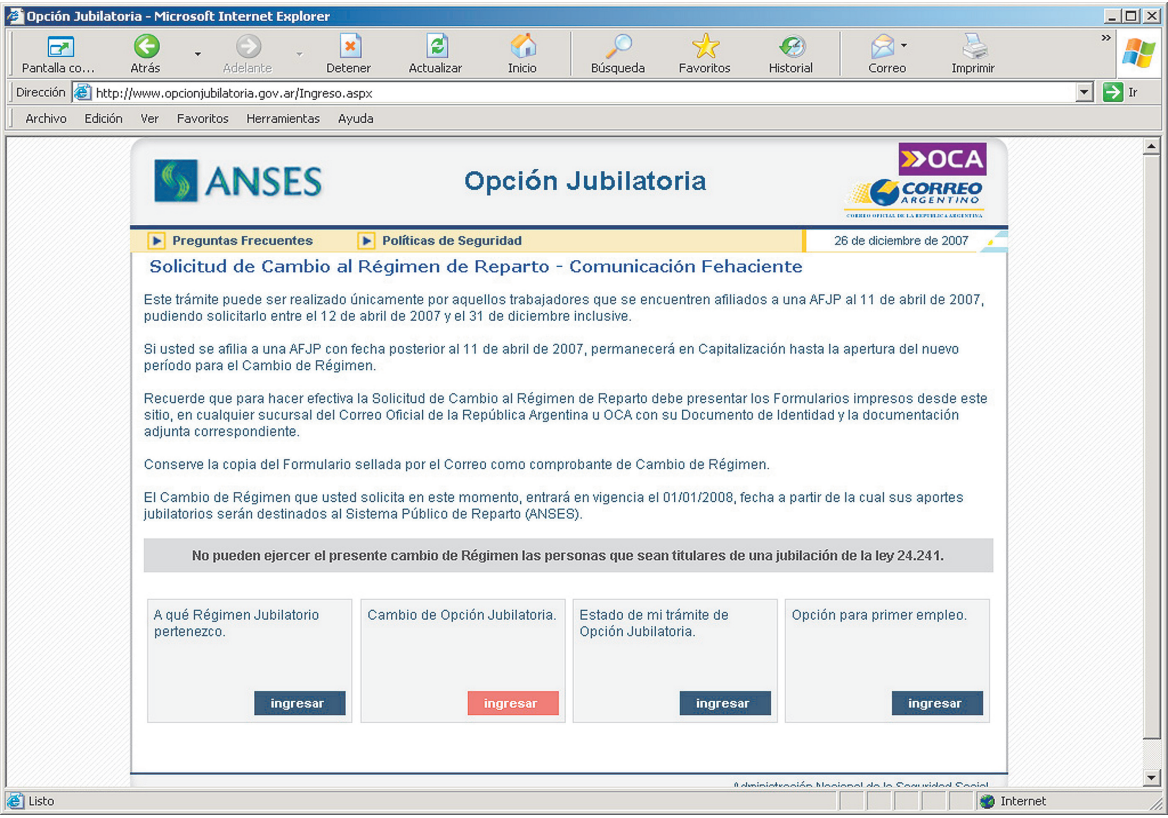 Opción Jubilatoria - Microsoft Internet Explorer
Pantalla co... Atrás Adelante Detener Actualizar Inicio Búsqueda Favoritos Historial Correo Imprimir »
Dirección http://www.opcionjubilatoria.gov.ar/Ingreso.aspx Ir
Archivo Edición Ver Favoritos Herramientas Ayuda
ANSES
Opción Jubilatoria
OCA
CORREO
ARGENTINO
CORREO OFICIAL DE LA REPUBLICA ARGENTINA
Preguntas Frecuentes Políticas de Seguridad 26 de diciembre de 2007
Solicitud de Cambio al Régimen de Reparto - Comunicación Fehaciente
Este trámite puede ser realizado únicamente por aquellos trabajadores que se encuentren afiliados a una AFJP al 11 de abril de 2007,
pudiendo solicitarlo entre el 12 de abril de 2007 y el 31 de diciembre inclusive.
Si usted se afilia a una AFJP con fecha posterior al 11 de abril de 2007, permanecerá en Capitalización hasta la apertura del nuevo
período para el Cambio de Régimen.
Recuerde que para hacer efectiva la Solicitud de Cambio al Régimen de Reparto debe presentar los Formularios impresos desde este
sitio, en cualquier sucursal del Correo Oficial de la República Argentina u OCA con su Documento de Identidad y la documentación
adjunta correspondiente.
Conserve la copia del Formulario sellada por el Correo como comprobante de Cambio de Régimen.
El Cambio de Régimen que usted solicita en este momento, entrará en vigencia el 01/01/2008, fecha a partir de la cual sus aportes
jubilatorios serán destinados al Sistema Público de Reparto (ANSES).
No pueden ejercer el presente cambio de Régimen las personas que sean titulares de una jubilación de la ley 24.241.
A qué Régimen Jubilatorio
pertenezco.
ingresar
Cambio de Opción Jubilatoria.
ingresar
Estado de mi trámite de
Opción Jubilatoria.
ingresar
Opción para primer empleo.
ingresar
Administración Nacional de la Seguridad Social
Listo Internet